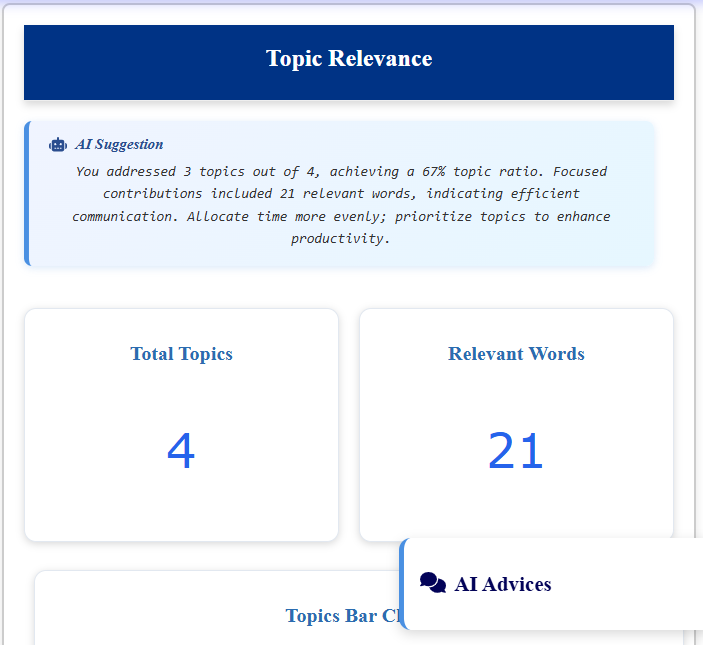 Topic Relevance
AI Suggestion
You addressed 3 topics out of 4, achieving a 67% topic ratio. Focused
contributions included 21 relevant words, indicating efficient
communication. Allocate time more evenly; prioritize topics to enhance
productivity.
Total Topics
Relevant Words
4
21
AI Advices
Topics Bar